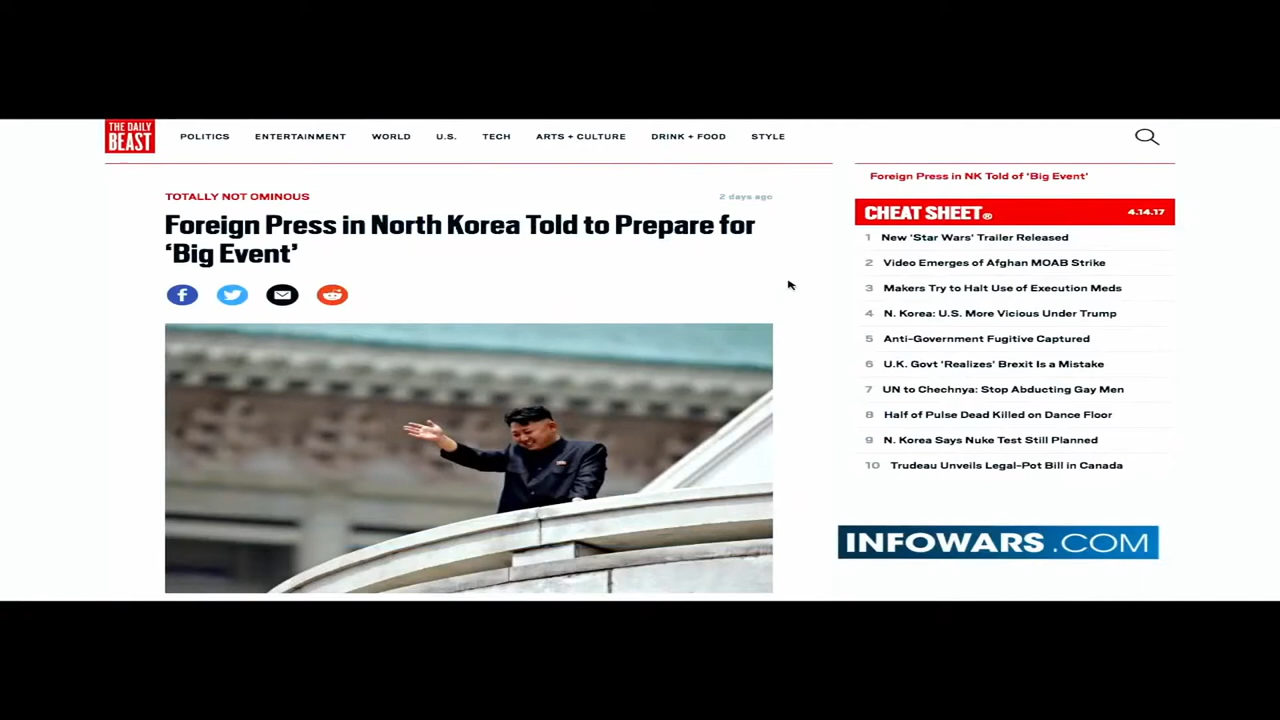 THE DAILY
BEAST
POLITICS ENTERTAINMENT WORLD U.S. TECH ARTS + CULTURE DRINK + FOOD STYLE
TOTALLY NOT OMINOUS
2 days ago
Foreign Press in North Korea Told to Prepare for
‘Big Event’
Foreign Press in NK Told of ‘Big Event’
CHEAT SHEET® 4.14.17
1 New ‘Star Wars’ Trailer Released
2 Video Emerges of Afghan MOAB Strike
3 Makers Try to Halt Use of Execution Meds
4 N. Korea: U.S. More Vicious Under Trump
5 Anti-Government Fugitive Captured
6 U.K. Govt ‘Realizes’ Brexit Is a Mistake
7 UN to Chechnya: Stop Abducting Gay Men
8 Half of Pulse Dead Killed on Dance Floor
9 N. Korea Says Nuke Test Still Planned
10 Trudeau Unveils Legal-Pot Bill in Canada
INFOWARS.COM